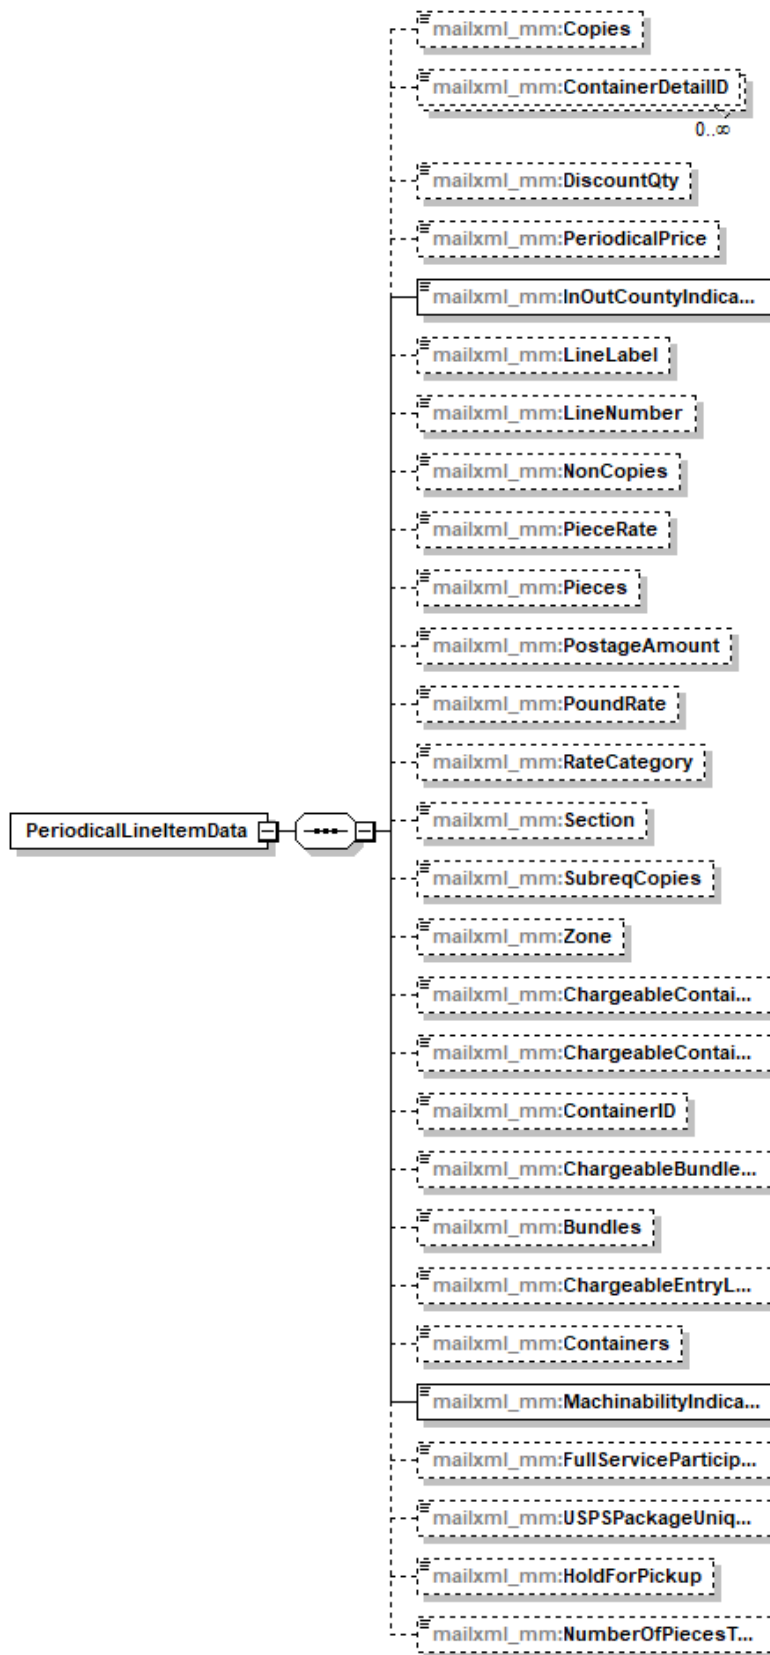 mailxml_mm:Copies
mailxml_mm:ContainerDetailID
0..∞
mailxml_mm:DiscountQty
mailxml_mm:PeriodicalPrice
mailxml_mm:InOutCountyIndica...
mailxml_mm:LineLabel
mailxml_mm:LineNumber
mailxml_mm:NonCopies
mailxml_mm:PieceRate
mailxml_mm:Pieces
mailxml_mm:PostageAmount
mailxml_mm:PoundRate
mailxml_mm:RateCategory
mailxml_mm:Section
PeriodicalLineItemData
mailxml_mm:SubreqCopies
mailxml_mm:Zone
mailxml_mm:ChargeableContai...
mailxml_mm:ChargeableContai...
mailxml_mm:ContainerID
mailxml_mm:ChargeableBundle...
mailxml_mm:Bundles
mailxml_mm:ChargeableEntryL...
mailxml_mm:Containers
mailxml_mm:MachinabilityIndica...
mailxml_mm:FullServiceParticip...
mailxml_mm:USPSPackageUniq...
mailxml_mm:HoldForPickup
mailxml_mm:NumberOfPiecesT...